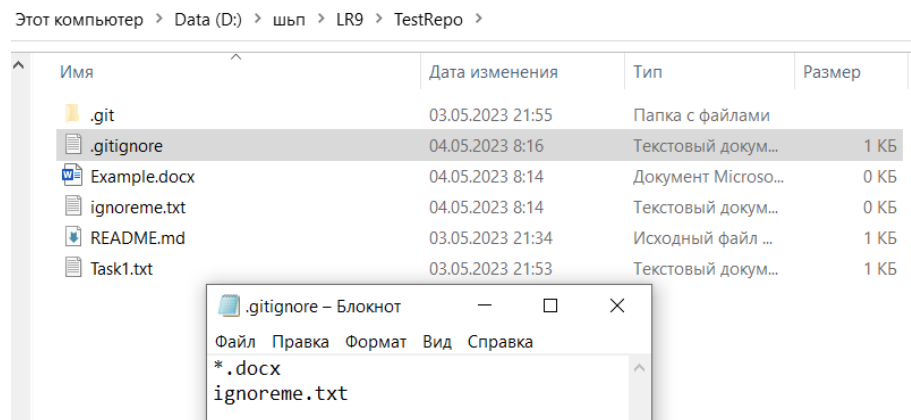 Этот компьютер > Data (D:) > шьп > LR9 > TestRepo >
Имя Дата изменения Тип Размер
.git 03.05.2023 21:55 Папка с файлами
.gitignore 04.05.2023 8:16 Текстовый докум... 1 КБ
Example.docx 04.05.2023 8:14 Документ Microso... 0 КБ
ignoreme.txt 04.05.2023 8:14 Текстовый докум... 0 КБ
README.md 03.05.2023 21:34 Исходный файл ... 1 КБ
Task1.txt 03.05.2023 21:53 Текстовый докум... 1 КБ
.gitignore – Блокнот
Файл Правка Формат Вид Справка
*.docx
ignoreme.txt